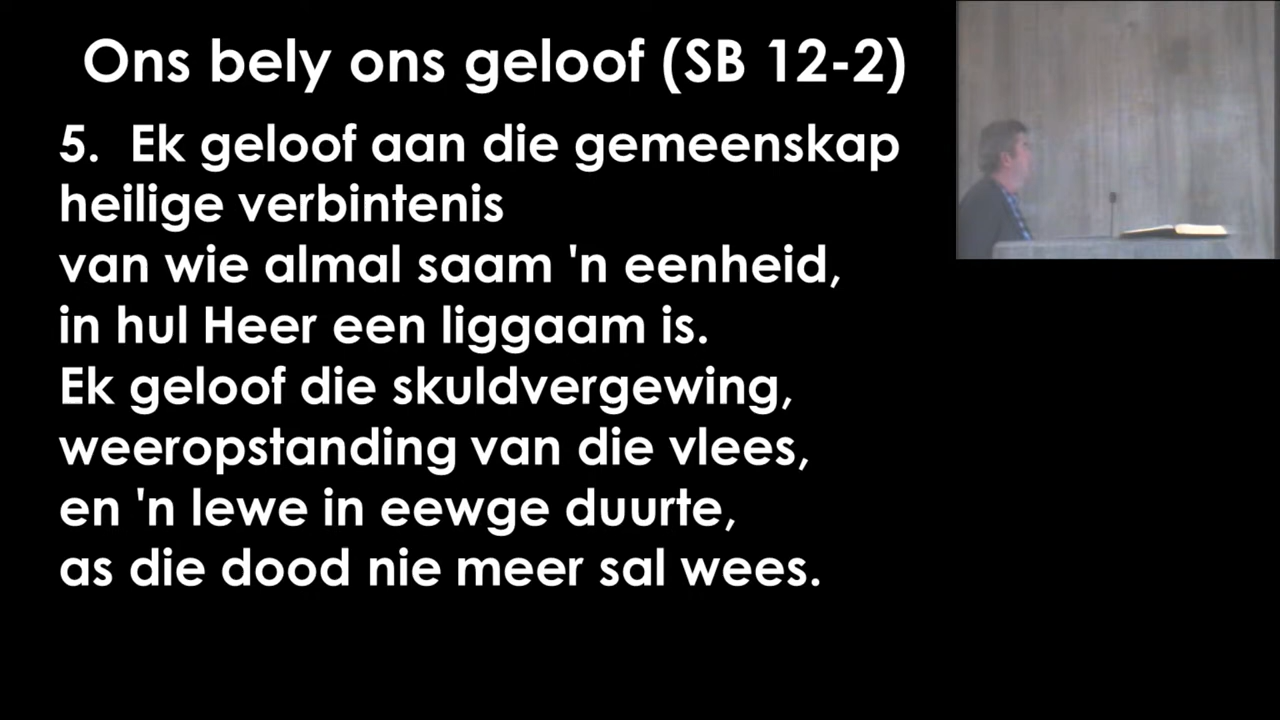 Ons bely ons geloof (SB 12-2)
5. Ek geloof aan die gemeenskap
heilige verbintenis
van wie almal saam 'n eenheid,
in hul Heer een liggaam is.
Ek geloof die skuldvergewing,
weeropstanding van die vlees,
en 'n lewe in eewge duurte,
as die dood nie meer sal wees.